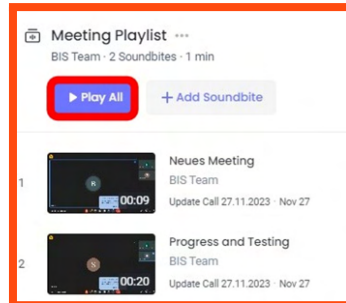 Meeting Playlist ...
BIS Team · 2 Soundbites · 1 min
▶ Play All
+ Add Soundbite
1
B
00:09
Neues Meeting
BIS Team
Update Call 27.11.2023 · Nov 27
2
00:20
Progress and Testing
BIS Team
Update Call 27.11.2023 · Nov 27